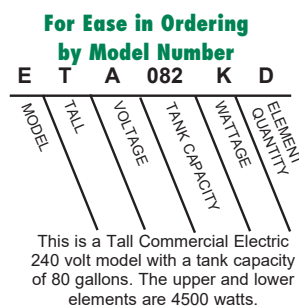 For Ease in Ordering
by Model Number
E T A 082 K D
MODEL
TALL
VOLTAGE
TANK CAPACITY
WATTAGE
ELEMENT
QUANTITY
This is a Tall Commercial Electric
240 volt model with a tank capacity
of 80 gallons. The upper and lower
elements are 4500 watts.